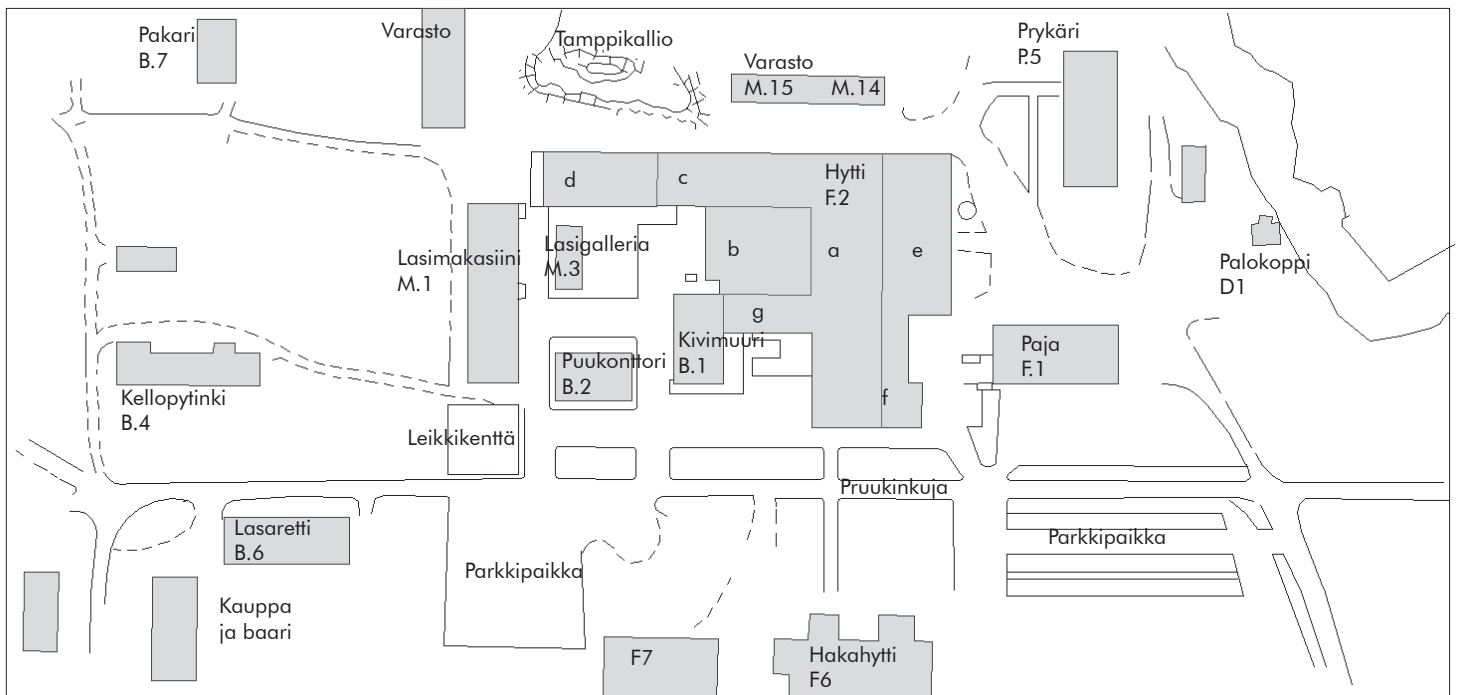 Pakari
B.7
Varasto
Tamppikallio
Varasto
M.15 M.14
Prykäri
P.5
d
c
Hytti
F.2
Lasimakasiini
M.1
Lasigalleria
M.3
b
a
e
Palokoppi
D1
g
Kivimuuri
B.1
Puukonttori
B.2
Paja
F.1
Kellopytinki
B.4
f
Leikkikenttä
Pruukinkuja
Lasaretti
B.6
Parkkipaikka
Parkkipaikka
Kauppa
ja baari
F7
Hakahytti
F6